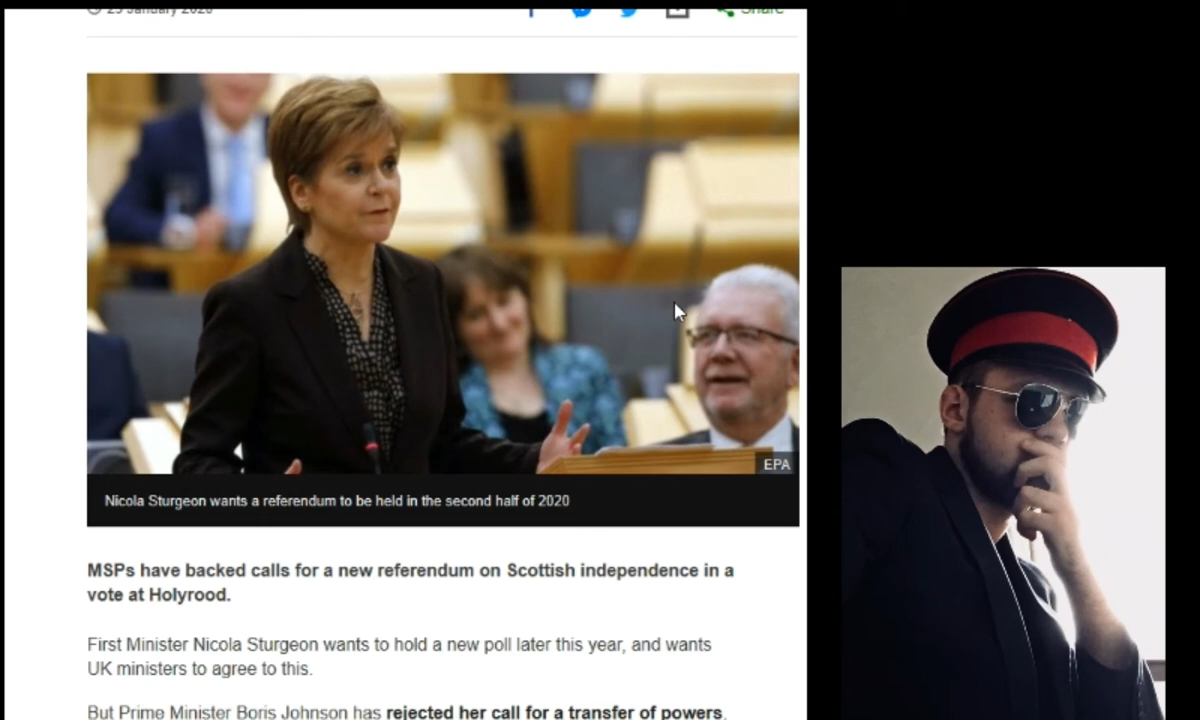 29 January 2020
Share
EPA
Nicola Sturgeon wants a referendum to be held in the second half of 2020
MSPs have backed calls for a new referendum on Scottish independence in a
vote at Holyrood.
First Minister Nicola Sturgeon wants to hold a new poll later this year, and wants
UK ministers to agree to this.
But Prime Minister Boris Johnson has rejected her call for a transfer of powers,